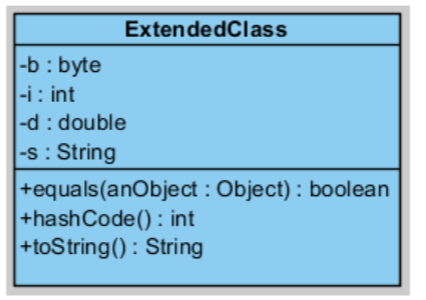 ExtendedClass
-b : byte
-i : int
-d : double
-s : String
+equals(anObject : Object) : boolean
+hashCode() : int
+toString() : String